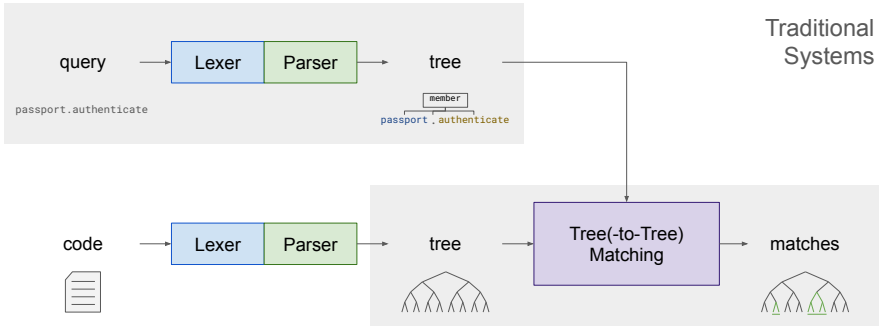 Traditional
Systems
query
Lexer
Parser
tree
passport.authenticate
member
passport . authenticate
code
Lexer
Parser
tree
Tree(-to-Tree)
Matching
matches